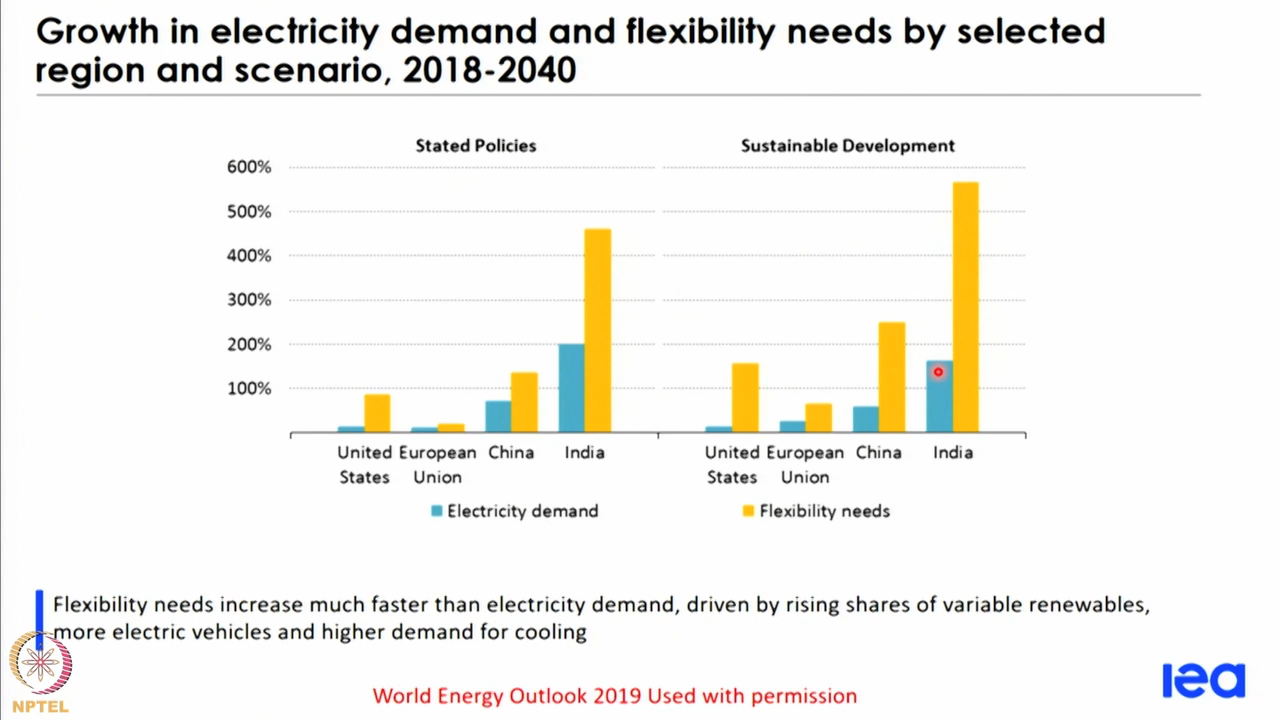 Growth in electricity demand and flexibility needs by selected
region and scenario, 2018-2040
Stated Policies
Sustainable Development
600%
500%
400%
300%
200%
100%
United States
European Union
China
India
United States
European Union
China
India
Electricity demand
Flexibility needs
Flexibility needs increase much faster than electricity demand, driven by rising shares of variable renewables,
more electric vehicles and higher demand for cooling
NPTEL
World Energy Outlook 2019 Used with permission
iea